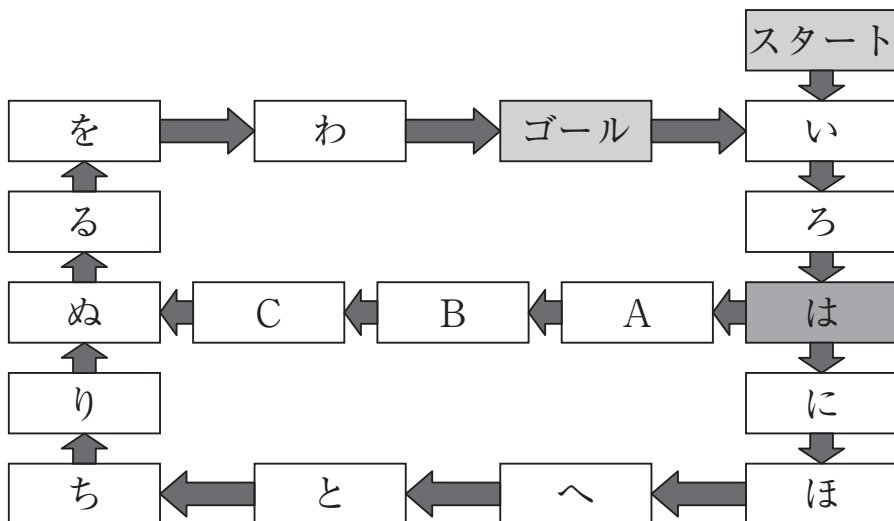 スタート
を わ ゴール い
る ろ
ぬ C B A は
り に
ち と へ ほ